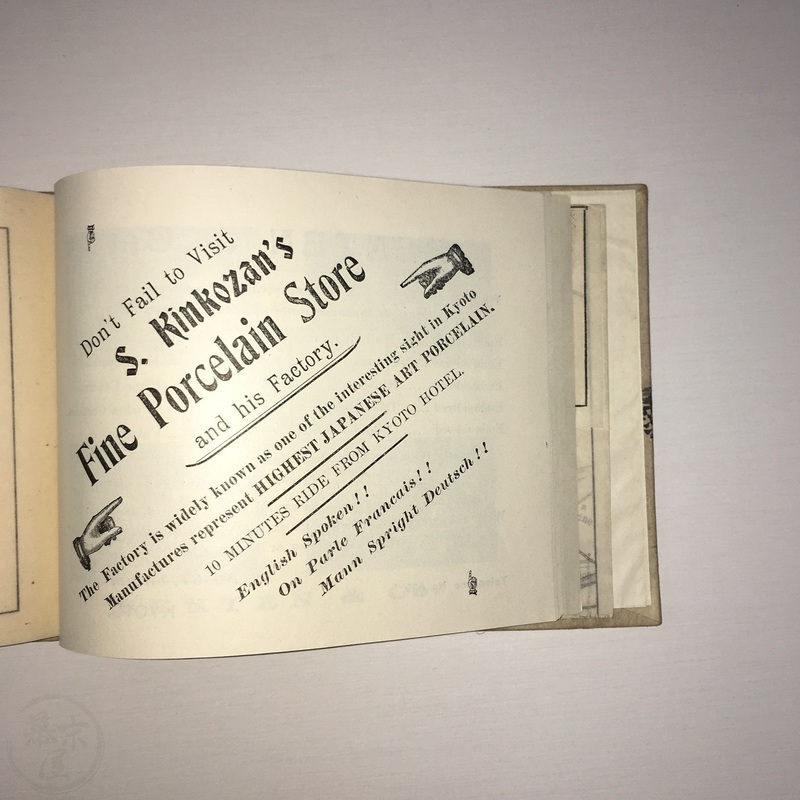 Don't Fail to Visit
S. Kinkozan's
Fine Porcelain Store
and his Factory.
The Factory is widely known as one of the interesting sight in Kyoto
Manufactures represent HIGHEST JAPANESE ART PORCELAIN.
10 MINUTES RIDE FROM KYOTO HOTEL.
English Spoken!!
On Parle Francais!!
Mann Spright Deutsch!!